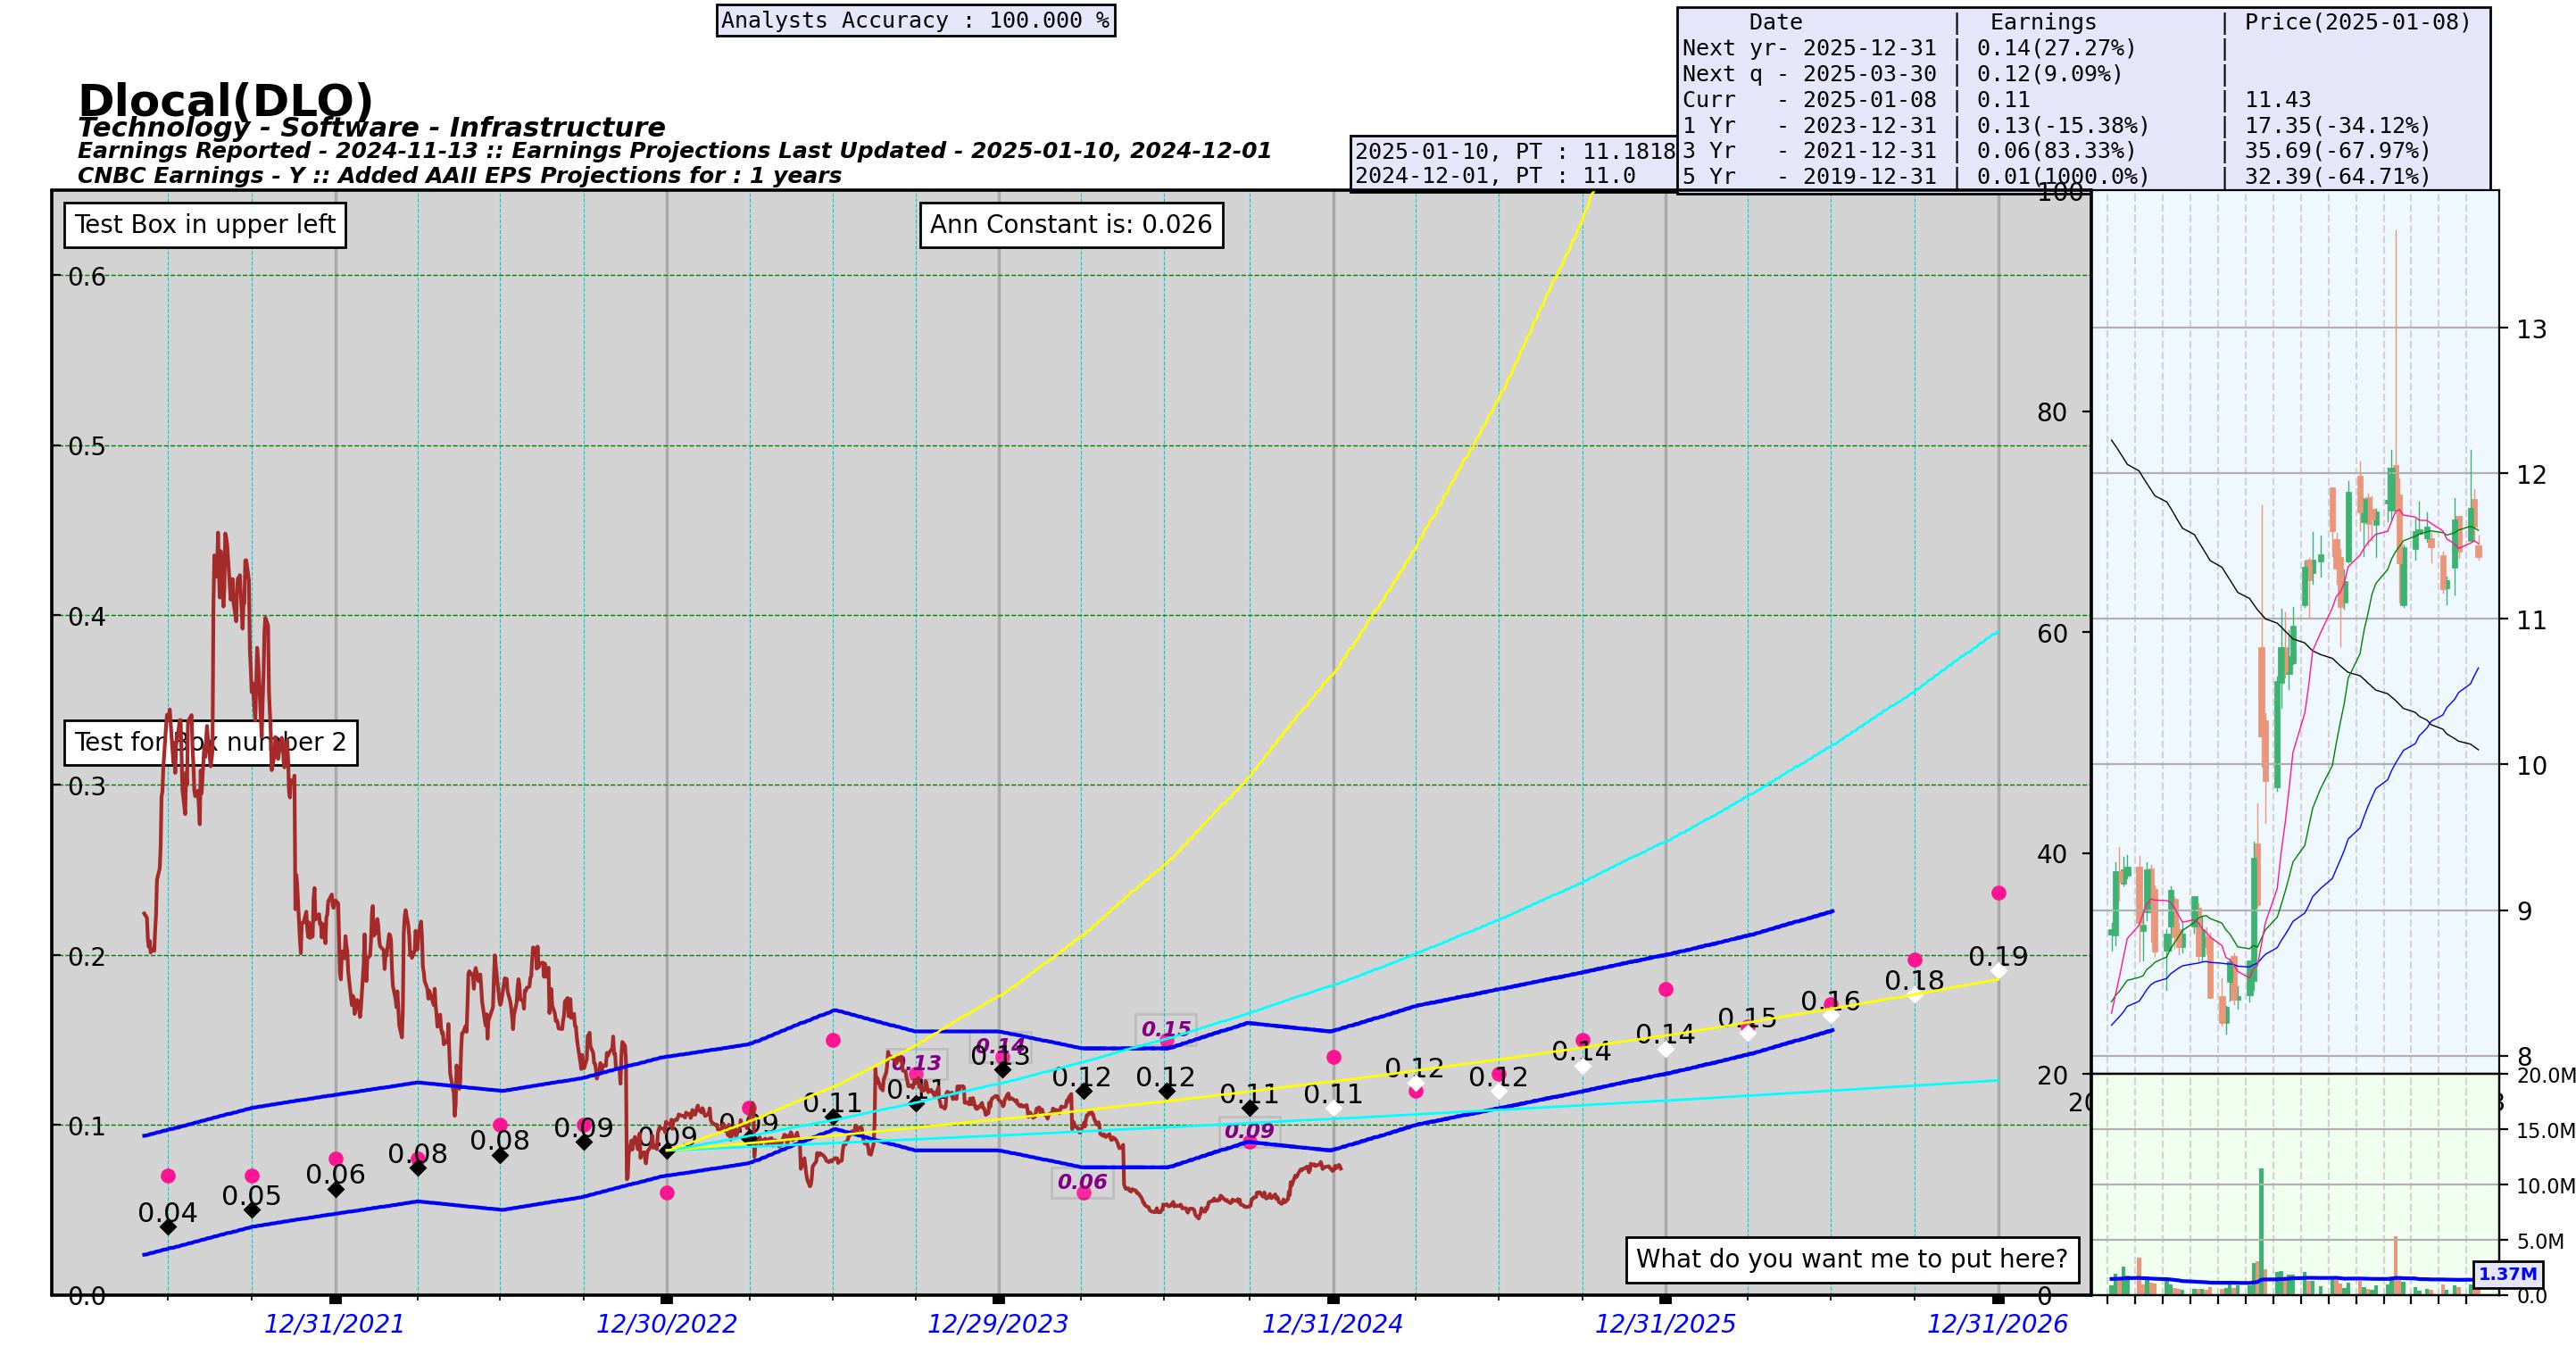 Analysts Accuracy : 100.000 %
Date | Earnings | Price(2025-01-08)
Next yr- 2025-12-31 | 0.14(27.27%) |
Next q - 2025-03-30 | 0.12(9.09%) |
Curr - 2025-01-08 | 0.11 | 11.43
1 Yr - 2023-12-31 | 0.13(-15.38%) | 17.35(-34.12%)
3 Yr - 2021-12-31 | 0.06(83.33%) | 35.69(-67.97%)
5 Yr - 2019-12-31 | 0.01(1000.0%) | 32.39(-64.71%)
Dlocal(DLO)
Technology - Software - Infrastructure
Earnings Reported - 2024-11-13 :: Earnings Projections Last Updated - 2025-01-10, 2024-12-01
CNBC Earnings - Y :: Added AAII EPS Projections for : 1 years
2025-01-10, PT : 11.1818
2024-12-01, PT : 11.0
Test Box in upper left
Ann Constant is: 0.026
Test for Box number 2
What do you want me to put here?
0.6
0.5
0.4
0.3
0.2
0.1
0.0
100
80
60
40
20
0
0.04
0.05
0.06
0.08
0.08
0.09
0.09
0.09
0.11
0.11
0.13
0.12
0.12
0.11
0.11
0.12
0.12
0.14
0.14
0.15
0.16
0.18
0.19
0.13
0.14
0.06
0.15
0.09
12/31/2021
12/30/2022
12/29/2023
12/31/2024
12/31/2025
12/31/2026
13
12
11
10
9
8
20.0M
15.0M
10.0M
5.0M
0.0
1.37M